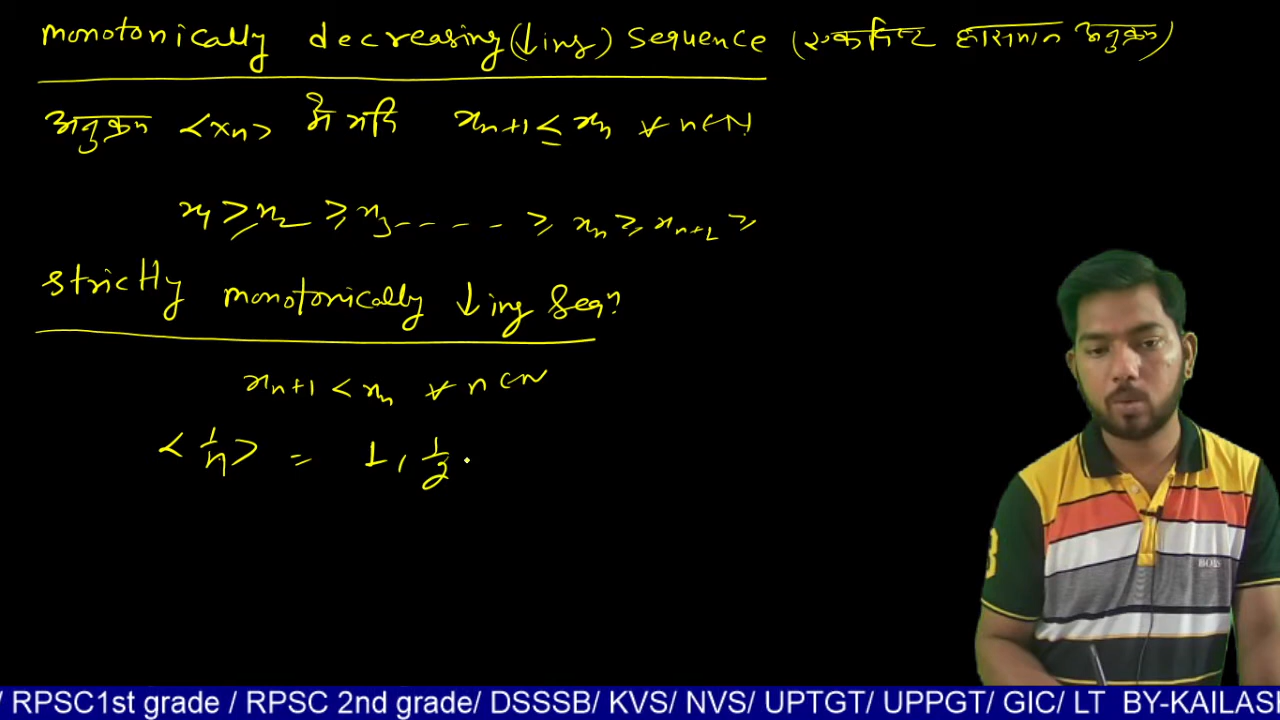 monotonically decreasing (↓ing) sequence (एकदिष्ट ह्रासमान अनुक्रम)
अनुक्रम <xn> में यदि xn+1 ≤ xn ∀ n∈N
x1 ≥ x2 ≥ x3 ----- ≥ xn ≥ xn+1 ≥
strictly monotonically ↓ing Seqn
xn+1 < xn ∀ n∈N
<1/n> = 1, 1/2
BOSS
/ RPSC1st grade / RPSC 2nd grade/ DSSSB/ KVS/ NVS/ UPTGT/ UPPGT/ GIC/ LT BY-KAILASH